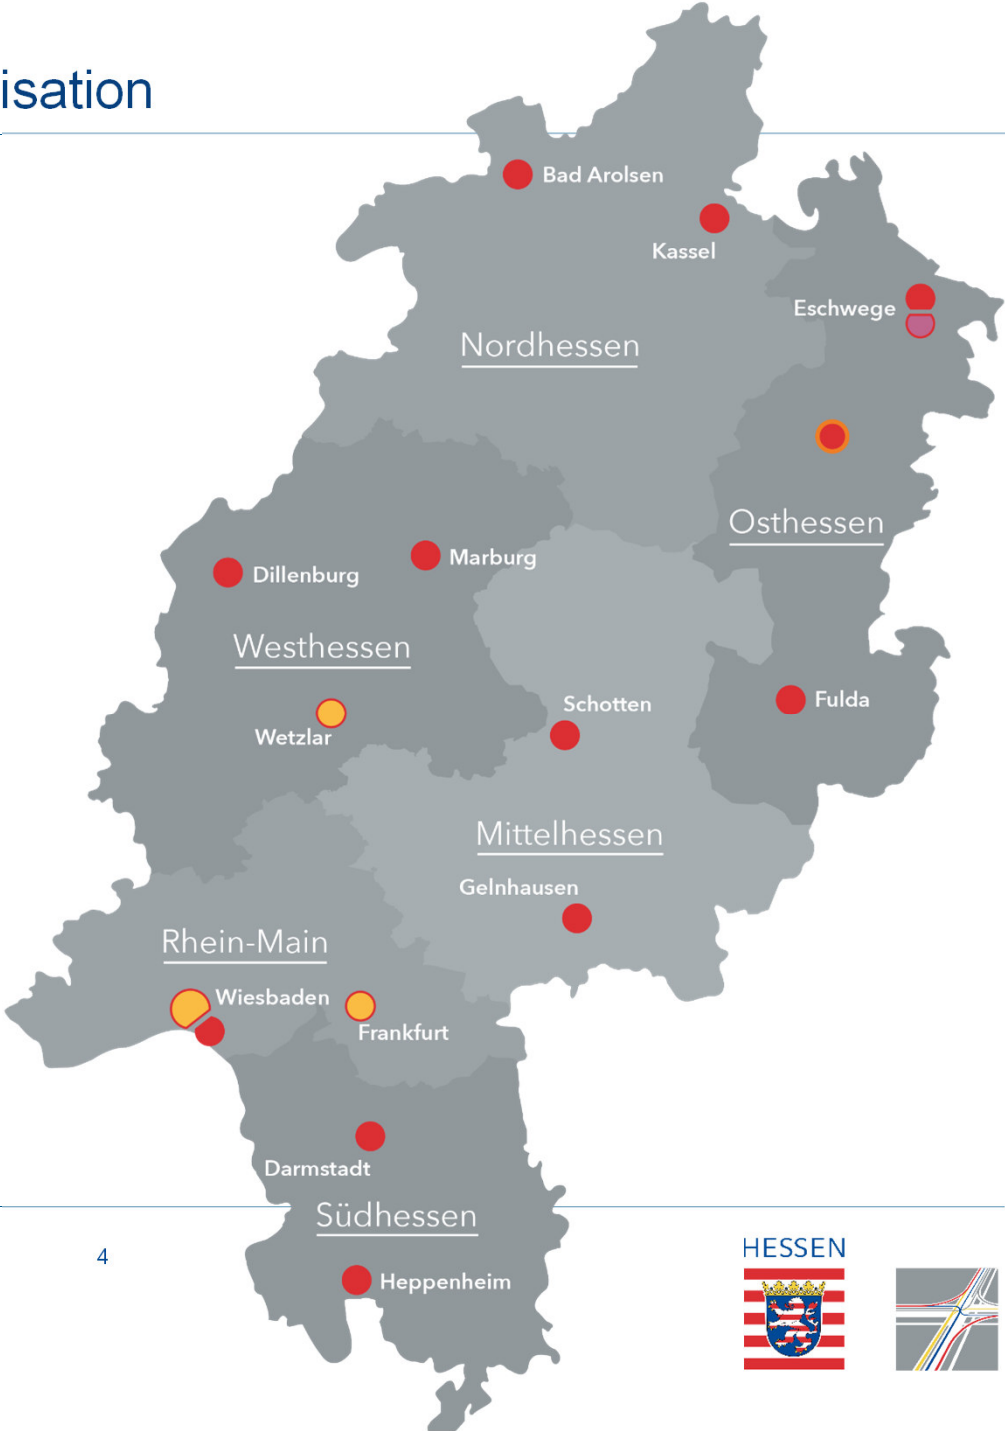 isation
Bad Arolsen
Kassel
Eschwege
Nordhessen
Osthessen
Marburg
Dillenburg
Westhessen
Schotten
Fulda
Wetzlar
Mittelhessen
Gelnhausen
Rhein-Main
Wiesbaden
Frankfurt
Darmstadt
Südhessen
4
HESSEN
Heppenheim